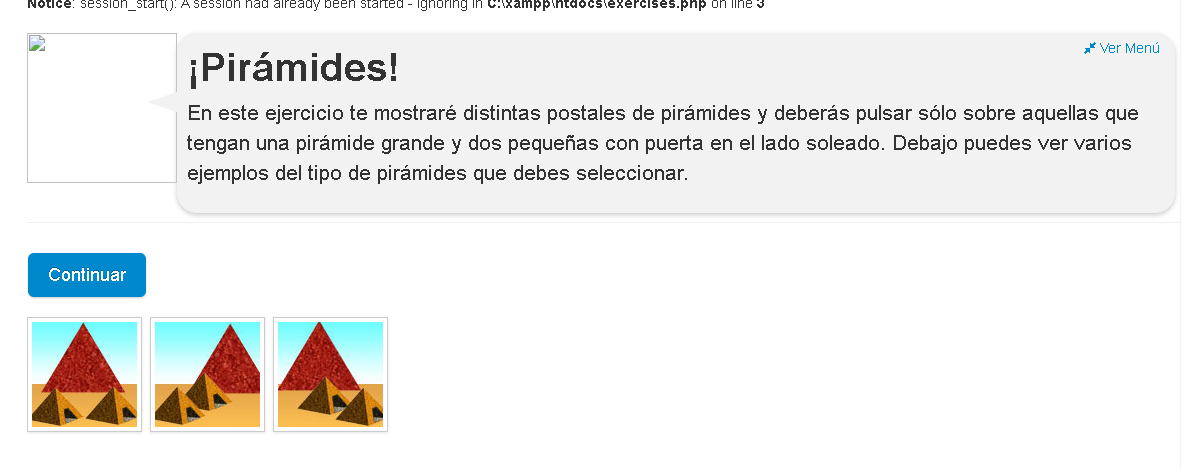 Notice: session_start(): A session had already been started - ignoring in C:\xampp\htdocs\exercises.php on line 3
Ver Menú
¡Pirámides!
En este ejercicio te mostraré distintas postales de pirámides y deberás pulsar sólo sobre aquellas que
tengan una pirámide grande y dos pequeñas con puerta en el lado soleado. Debajo puedes ver varios
ejemplos del tipo de pirámides que debes seleccionar.
Continuar